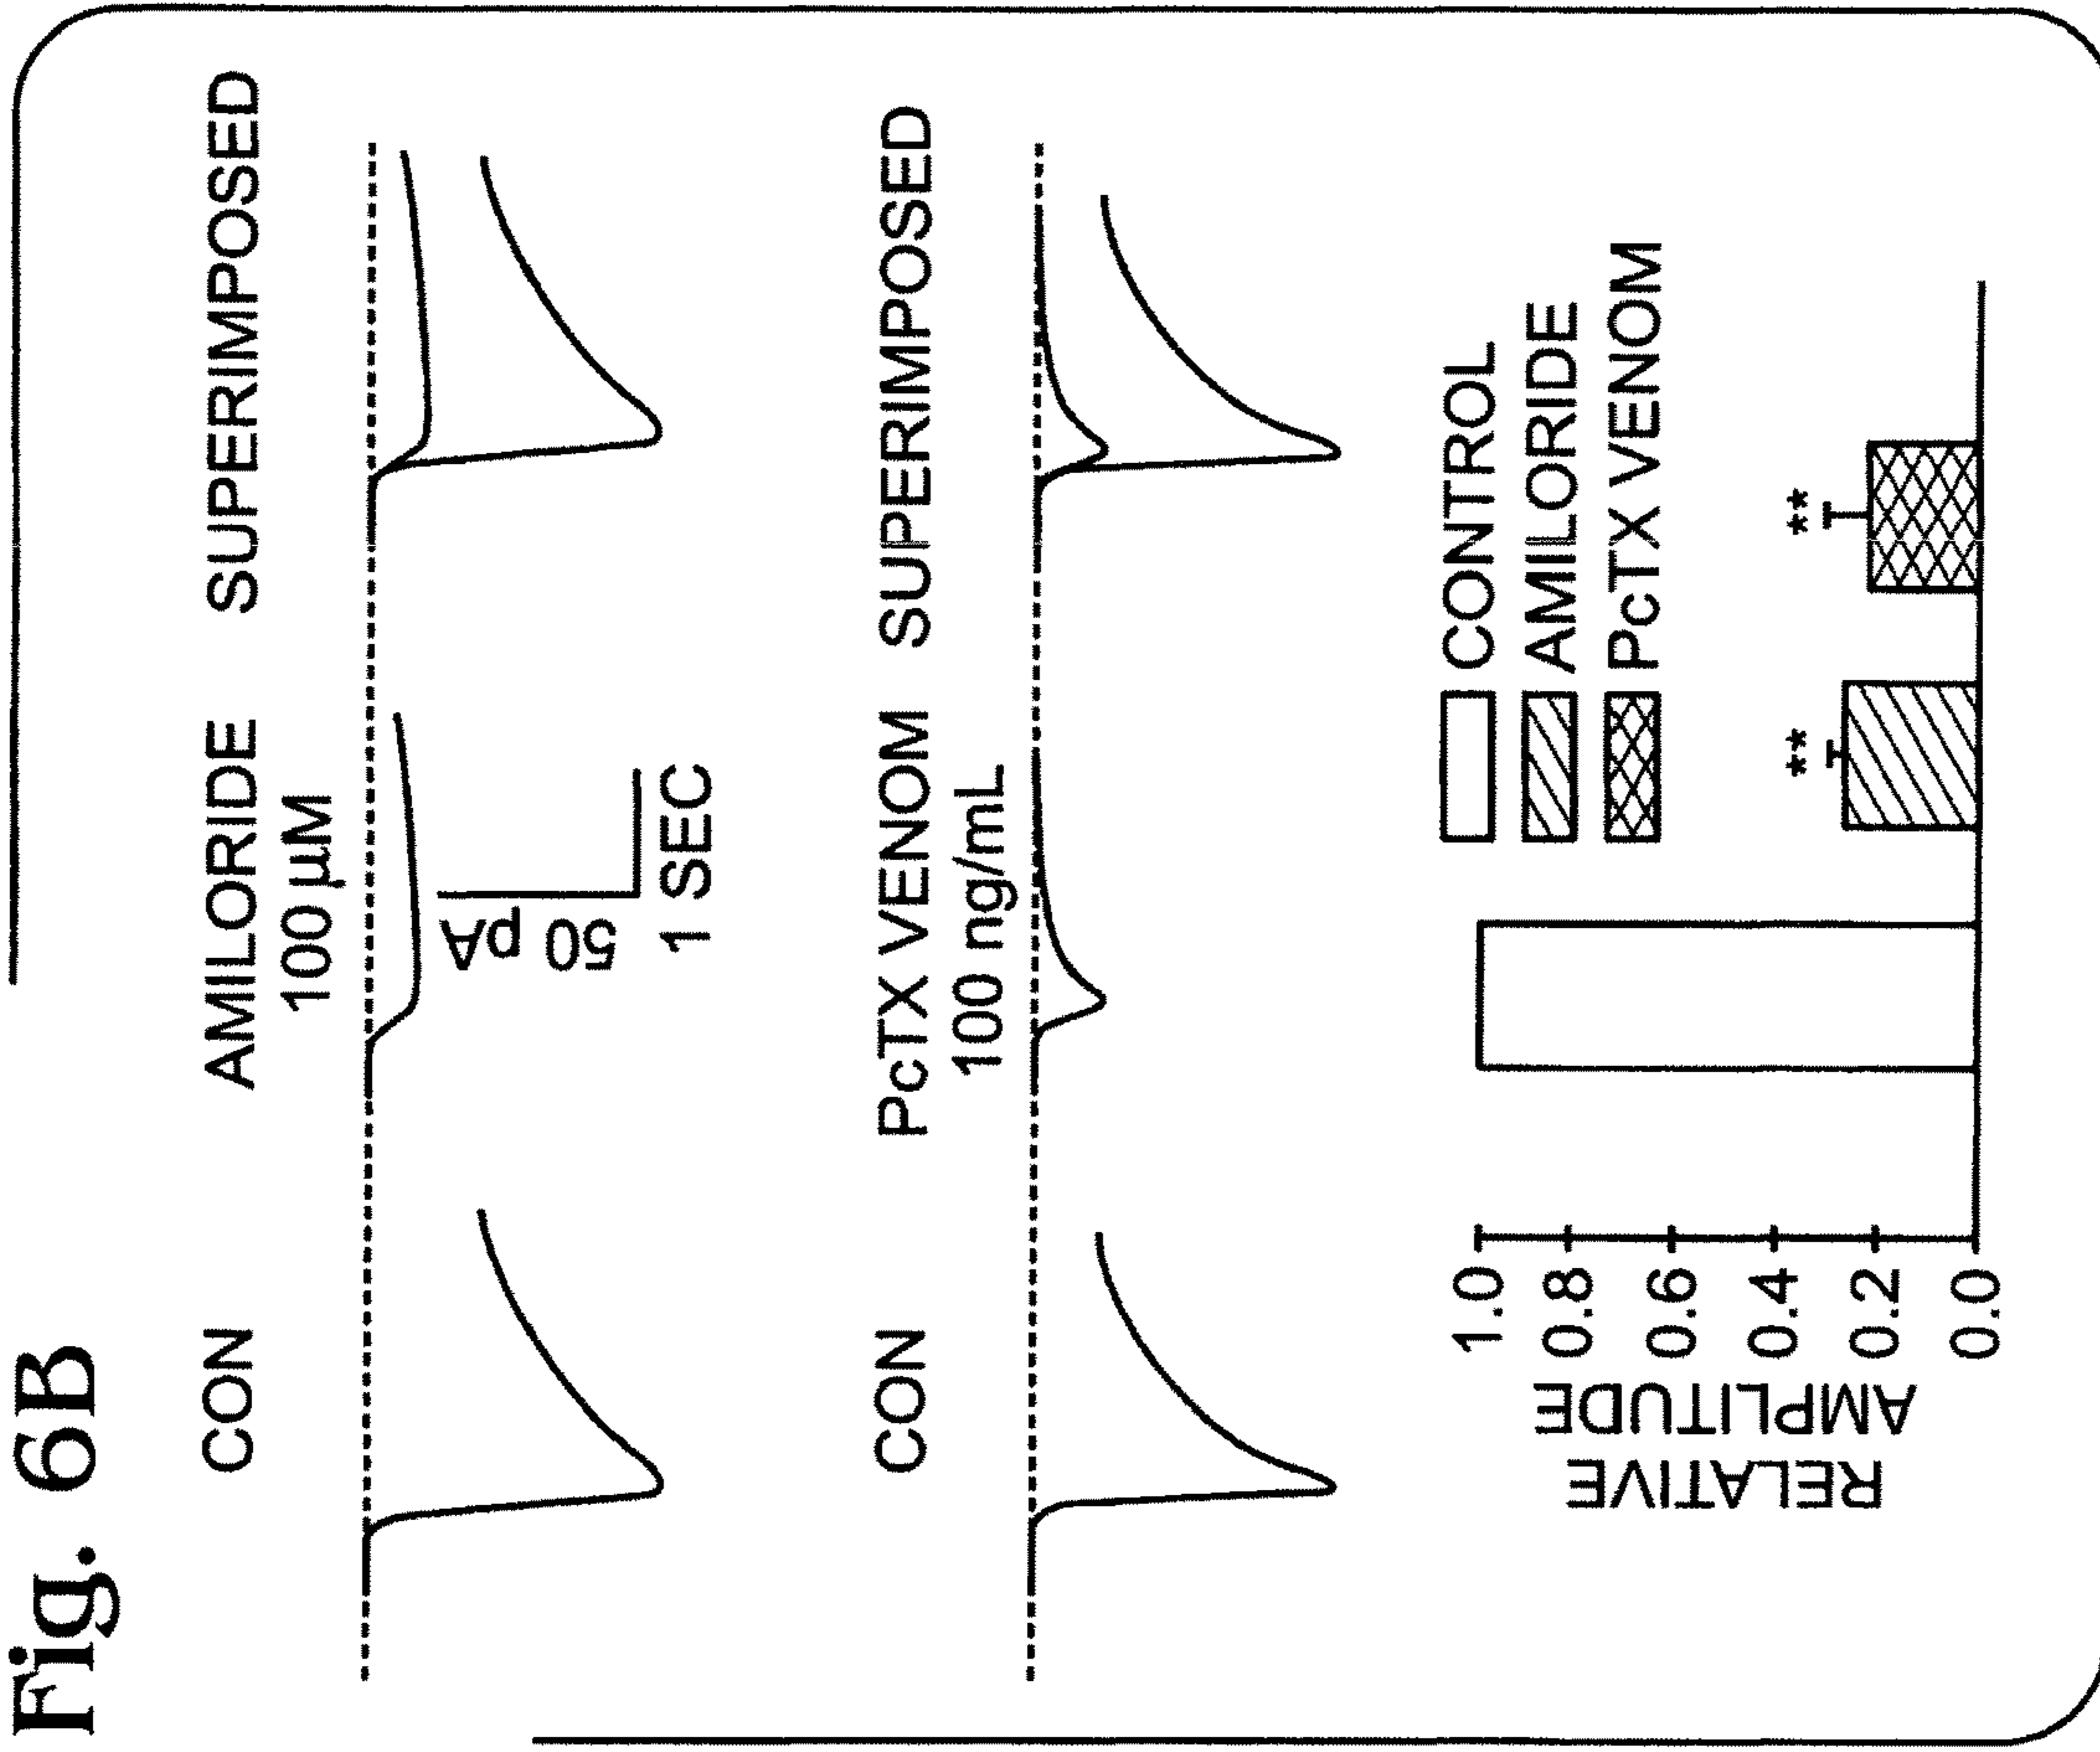 Fig. 6B
CON
AMILORIDE
100 µM
SUPERIMPOSED
50 pA
1 SEC
CON
PcTX VENOM
100 ng/mL
SUPERIMPOSED
RELATIVE
AMPLITUDE
1.0
0.8
0.6
0.4
0.2
0.0
CONTROL
AMILORIDE
PcTX VENOM
**
**